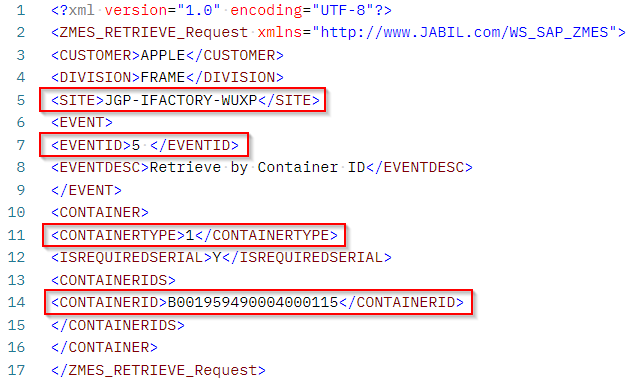 1 <?xml version="1.0" encoding="UTF-8"?>
2 <ZMES_RETRIEVE_Request xmlns="http://www.JABIL.com/WS_SAP_ZMES">
3 <CUSTOMER>APPLE</CUSTOMER>
4 <DIVISION>FRAME</DIVISION>
5 <SITE>JGP-IFACTORY-WUXP</SITE>
6 <EVENT>
7 <EVENTID>5 </EVENTID>
8 <EVENTDESC>Retrieve by Container ID</EVENTDESC>
9 </EVENT>
10 <CONTAINER>
11 <CONTAINERTYPE>1</CONTAINERTYPE>
12 <ISREQUIREDSERIAL>Y</ISREQUIREDSERIAL>
13 <CONTAINERIDS>
14 <CONTAINERID>B001959490004000115</CONTAINERID>
15 </CONTAINERIDS>
16 </CONTAINER>
17 </ZMES_RETRIEVE_Request>